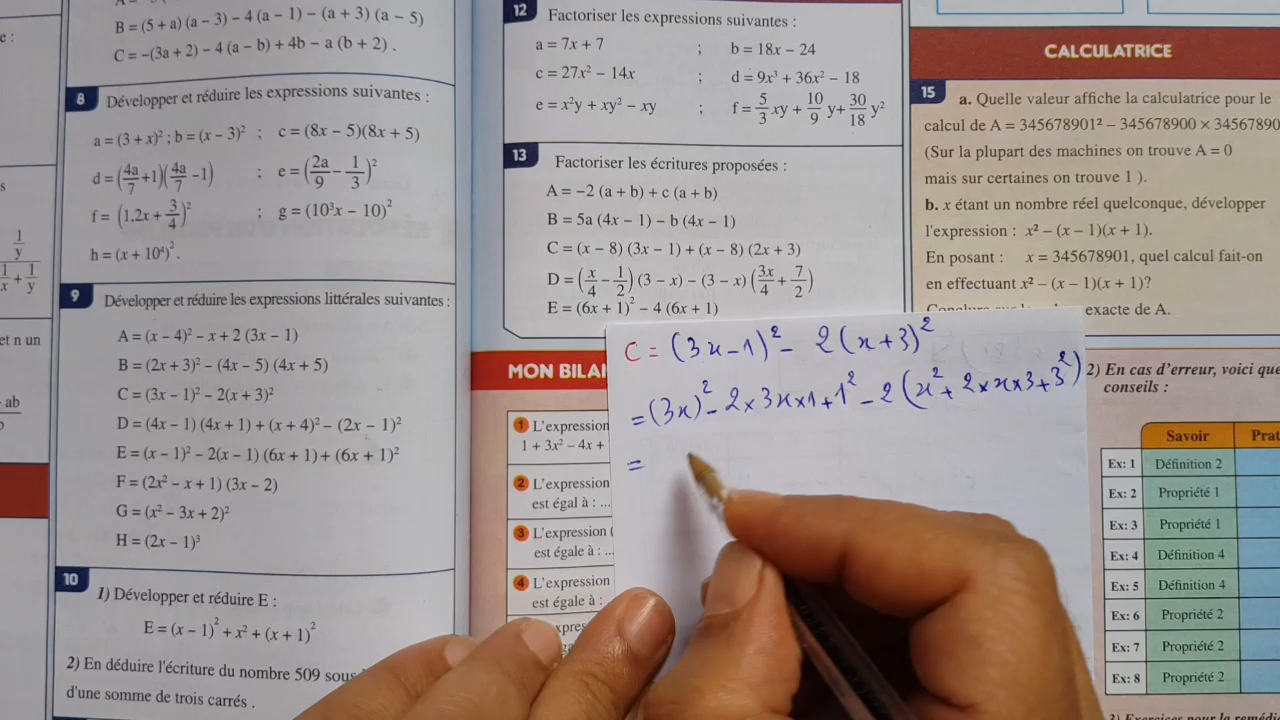 e :
s
1/y
1/x + 1/y
et n un
ab
B = (5 + a) (a − 3) − 4 (a − 1) − (a + 3) (a − 5)
C = −(3a + 2) − 4 (a − b) + 4b − a (b + 2) .
8 Développer et réduire les expressions suivantes :
a = (3 + x)² ; b = (x − 3)² ; c = (8x − 5)(8x + 5)
d = (4a/7 + 1)(4a/7 − 1) ; e = (2a/9 − 1/3)²
f = (1,2x + 3/4)² ; g = (10³x − 10)²
h = (x + 10⁴)² .
9 Développer et réduire les expressions littérales suivantes :
A = (x − 4)² − x + 2 (3x − 1)
B = (2x + 3)² − (4x − 5) (4x + 5)
C = (3x − 1)² − 2(x + 3)²
D = (4x − 1) (4x + 1) + (x + 4)² − (2x − 1)²
E = (x − 1)² − 2(x − 1) (6x + 1) + (6x + 1)²
F = (2x² − x + 1) (3x − 2)
G = (x² − 3x + 2)²
H = (2x − 1)³
10 1) Développer et réduire E :
E = (x − 1)² + x² + (x + 1)²
2) En déduire l'écriture du nombre 509 sous
d'une somme de trois carrés .
12 Factoriser les expressions suivantes :
a = 7x + 7 ; b = 18x − 24
c = 27x² − 14x ; d = 9x³ + 36x² − 18
e = x²y + xy² − xy ; f = 5/3 xy + 10/9 y + 30/18 y²
13 Factoriser les écritures proposées :
A = −2 (a + b) + c (a + b)
B = 5a (4x − 1) − b (4x − 1)
C = (x − 8) (3x − 1) + (x − 8) (2x + 3)
D = (x/4 − 1/2) (3 − x) − (3 − x) (3x/4 + 7/2)
E = (6x + 1)² − 4 (6x + 1)
MON BILA
1 L'expression
1 + 3x² − 4x +
2 L'expression
est égal à : ...
3 L'expression (
est égale à : ...
4 L'expression
est égale à :
C = (3x − 1)² − 2 (x + 3)²
= (3x)² − 2 × 3x × 1 + 1² − 2 (x² + 2 × x × 3 + 3²)
=
CALCULATRICE
15 a. Quelle valeur affiche la calculatrice pour le
calcul de A = 345678901² − 345678900 × 34567890
(Sur la plupart des machines on trouve A = 0
mais sur certaines on trouve 1 ).
b. x étant un nombre réel quelconque, développer
l'expression : x² − (x − 1)(x + 1).
En posant : x = 345678901, quel calcul fait-on
en effectuant x² − (x − 1)(x + 1)?
exacte de A.
2) En cas d'erreur, voici que
conseils :
Savoir Prat
Ex: 1 Définition 2
Ex: 2 Propriété 1
Ex: 3 Propriété 1
Ex: 4 Définition 4
Ex: 5 Définition 4
Ex: 6 Propriété 2
Ex: 7 Propriété 2
Ex: 8 Propriété 2